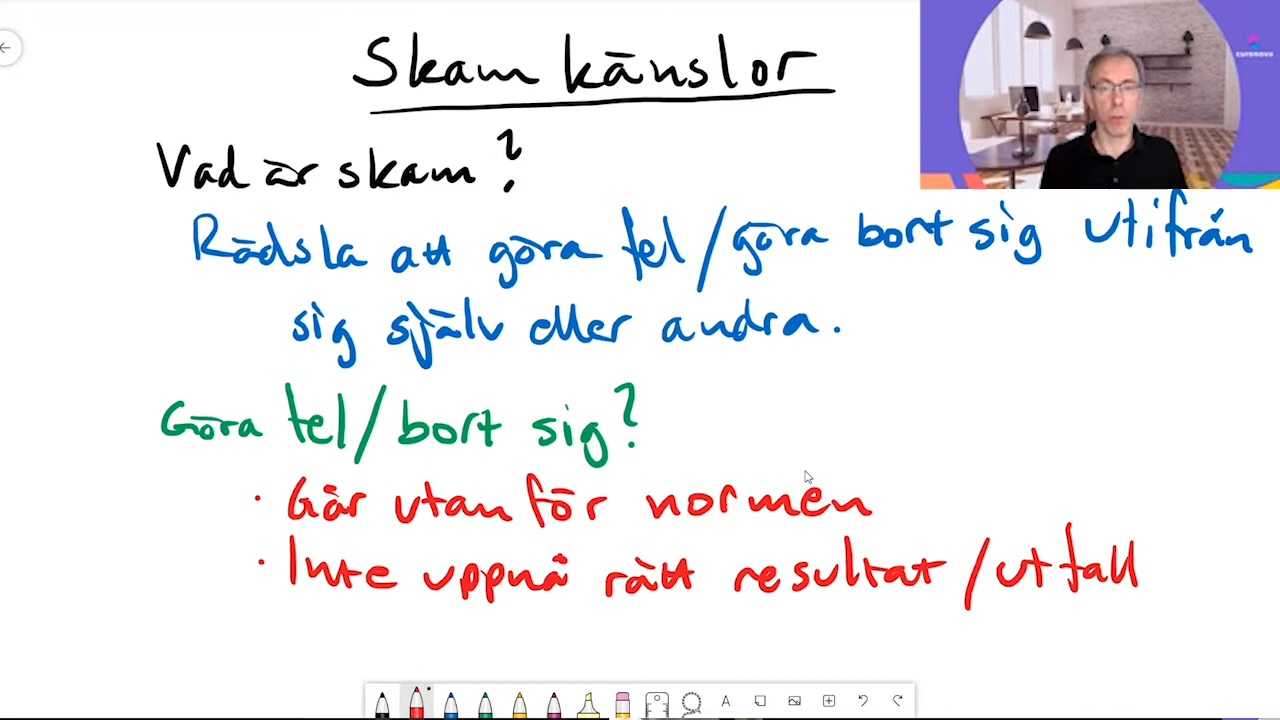 Skam känslor
curonova
Vad är skam?
Rädsla att göra fel/göra bort sig utifrån
sig själv eller andra.
Göra fel/bort sig?
· Går utanför normen
· Inte uppnå rätt resultat/utfall
A